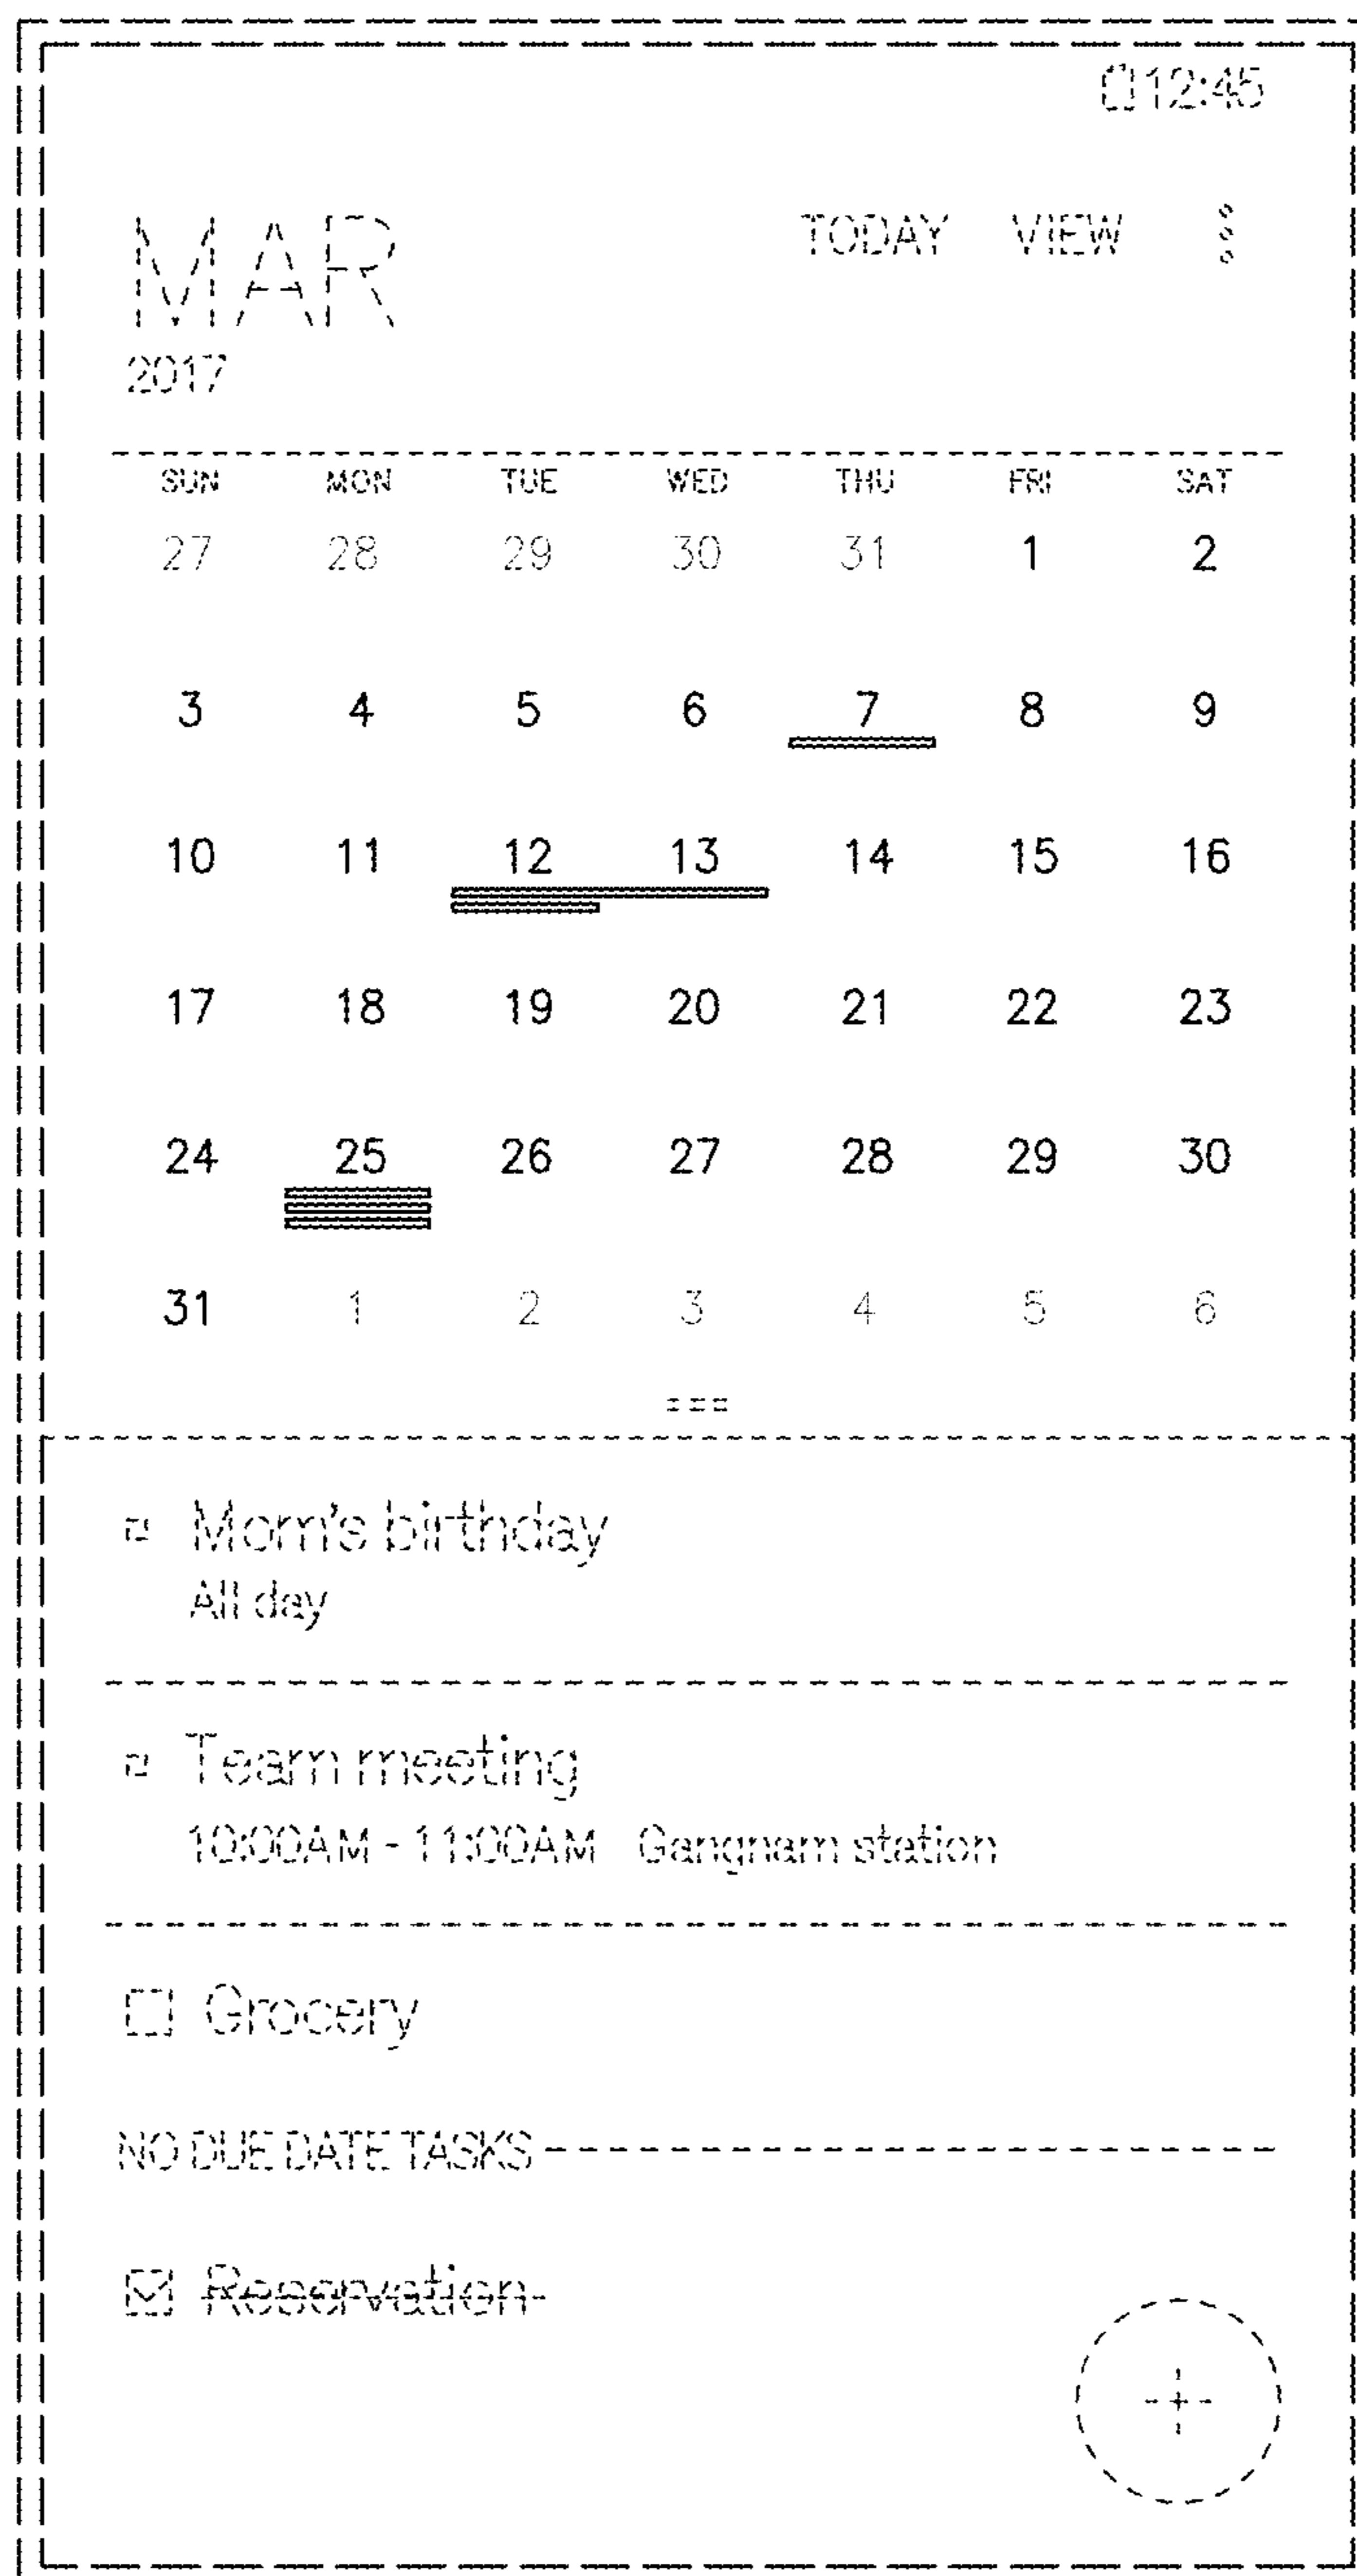 12:45
MAR TODAY VIEW
2017
SUN MON TUE WED THU FRI SAT
27 28 29 30 31 1 2
3 4 5 6 7 8 9
10 11 12 13 14 15 16
17 18 19 20 21 22 23
24 25 26 27 28 29 30
31 1 2 3 4 5 6
Mom's birthday
All day
Team meeting
10:00AM - 11:00AM Gangnam station
Grocery
NO DUE DATE TASKS
Reservation